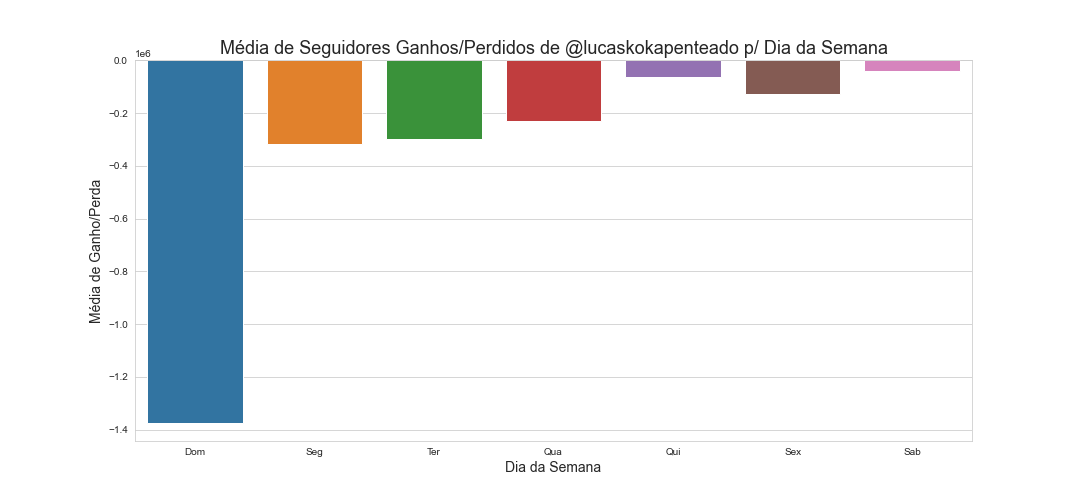 Média de Seguidores Ganhos/Perdidos de @lucaskokapenteado p/ Dia da Semana
1e6
0.0
−0.2
−0.4
−0.6
−0.8
−1.0
−1.2
−1.4
Média de Ganho/Perda
Dom Seg Ter Qua Qui Sex Sab
Dia da Semana